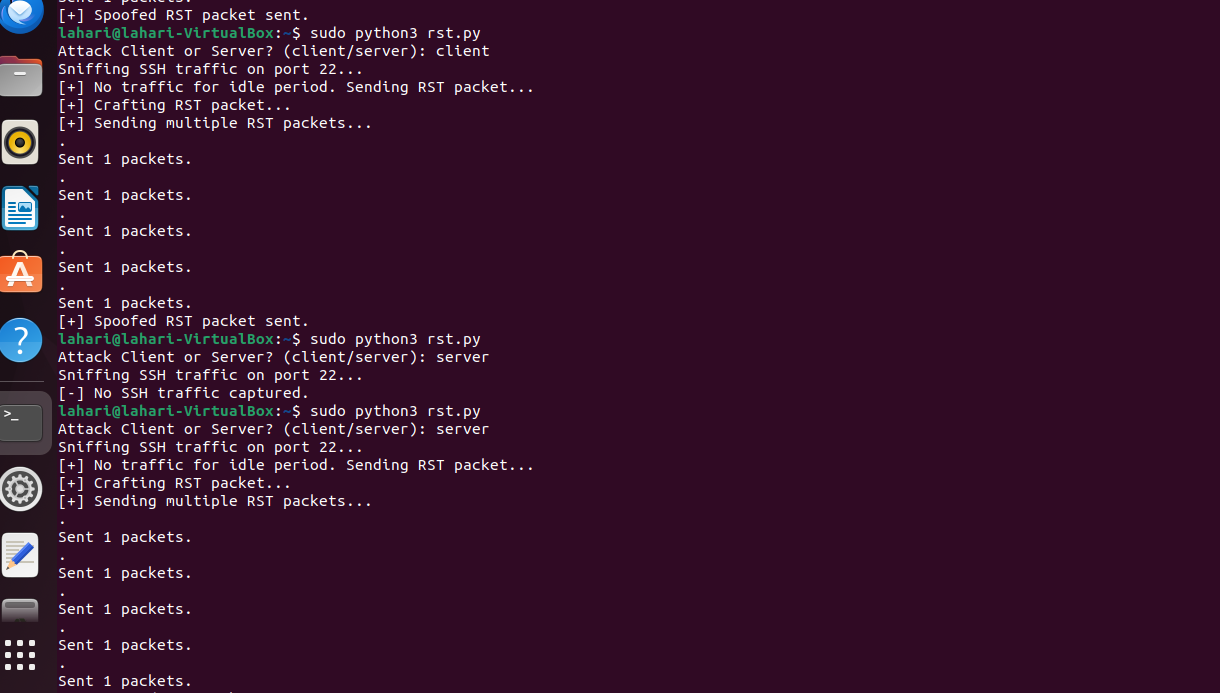 [+] Spoofed RST packet sent.
lahari@lahari-VirtualBox:~$ sudo python3 rst.py
Attack Client or Server? (client/server): client
Sniffing SSH traffic on port 22...
[+] No traffic for idle period. Sending RST packet...
[+] Crafting RST packet...
[+] Sending multiple RST packets...
.
Sent 1 packets.
.
Sent 1 packets.
.
Sent 1 packets.
.
Sent 1 packets.
.
Sent 1 packets.
[+] Spoofed RST packet sent.
lahari@lahari-VirtualBox:~$ sudo python3 rst.py
Attack Client or Server? (client/server): server
Sniffing SSH traffic on port 22...
[-] No SSH traffic captured.
lahari@lahari-VirtualBox:~$ sudo python3 rst.py
Attack Client or Server? (client/server): server
Sniffing SSH traffic on port 22...
[+] No traffic for idle period. Sending RST packet...
[+] Crafting RST packet...
[+] Sending multiple RST packets...
.
Sent 1 packets.
.
Sent 1 packets.
.
Sent 1 packets.
.
Sent 1 packets.
.
Sent 1 packets.